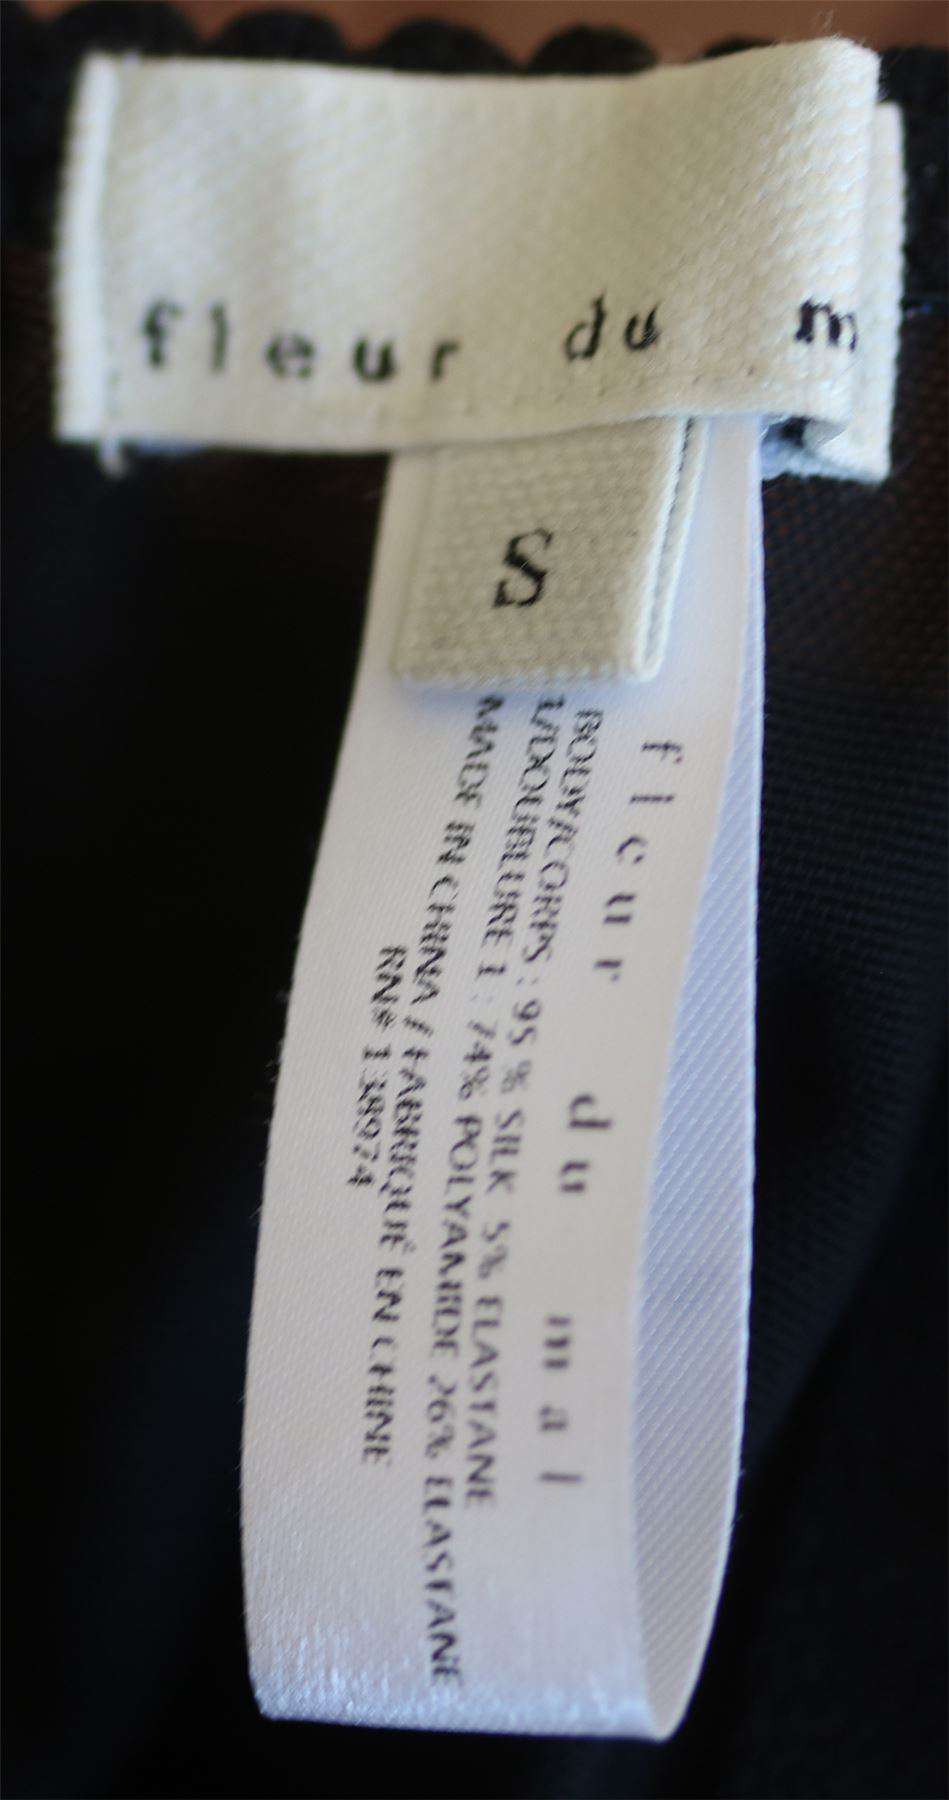 fleur du m
S
fleur du mal
BODY/CORPS : 95 % SILK 5% ELASTANE
1/DOUBLURE 1 : 74% POLYAMIDE 26% ELASTANE
MADE IN CHINA / FABRIQUÉ EN CHINE
RN# 138974